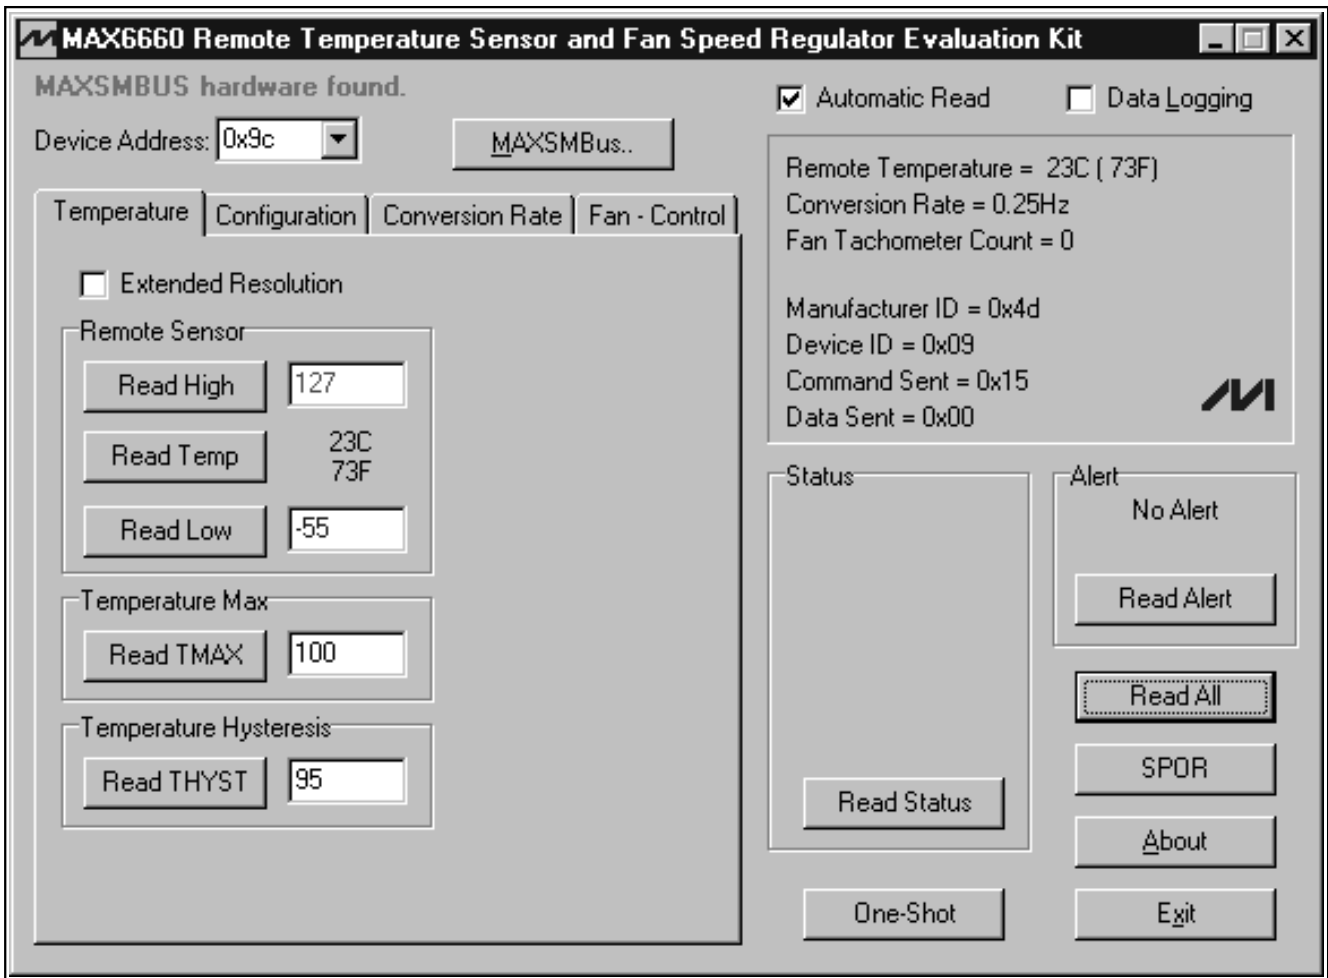 MAX6660 Remote Temperature Sensor and Fan Speed Regulator Evaluation Kit
MAXSMBUS hardware found.
Device Address: 0x9c
MAXSMBus..
Automatic Read
Data Logging
Temperature
Configuration
Conversion Rate
Fan - Control
Extended Resolution
Remote Sensor
Read High
127
Read Temp
23C
73F
Read Low
-55
Temperature Max
Read TMAX
100
Temperature Hysteresis
Read THYST
95
Remote Temperature = 23C ( 73F)
Conversion Rate = 0.25Hz
Fan Tachometer Count = 0
Manufacturer ID = 0x4d
Device ID = 0x09
Command Sent = 0x15
Data Sent = 0x00
Status
Read Status
One-Shot
Alert
No Alert
Read Alert
Read All
SPOR
About
Exit